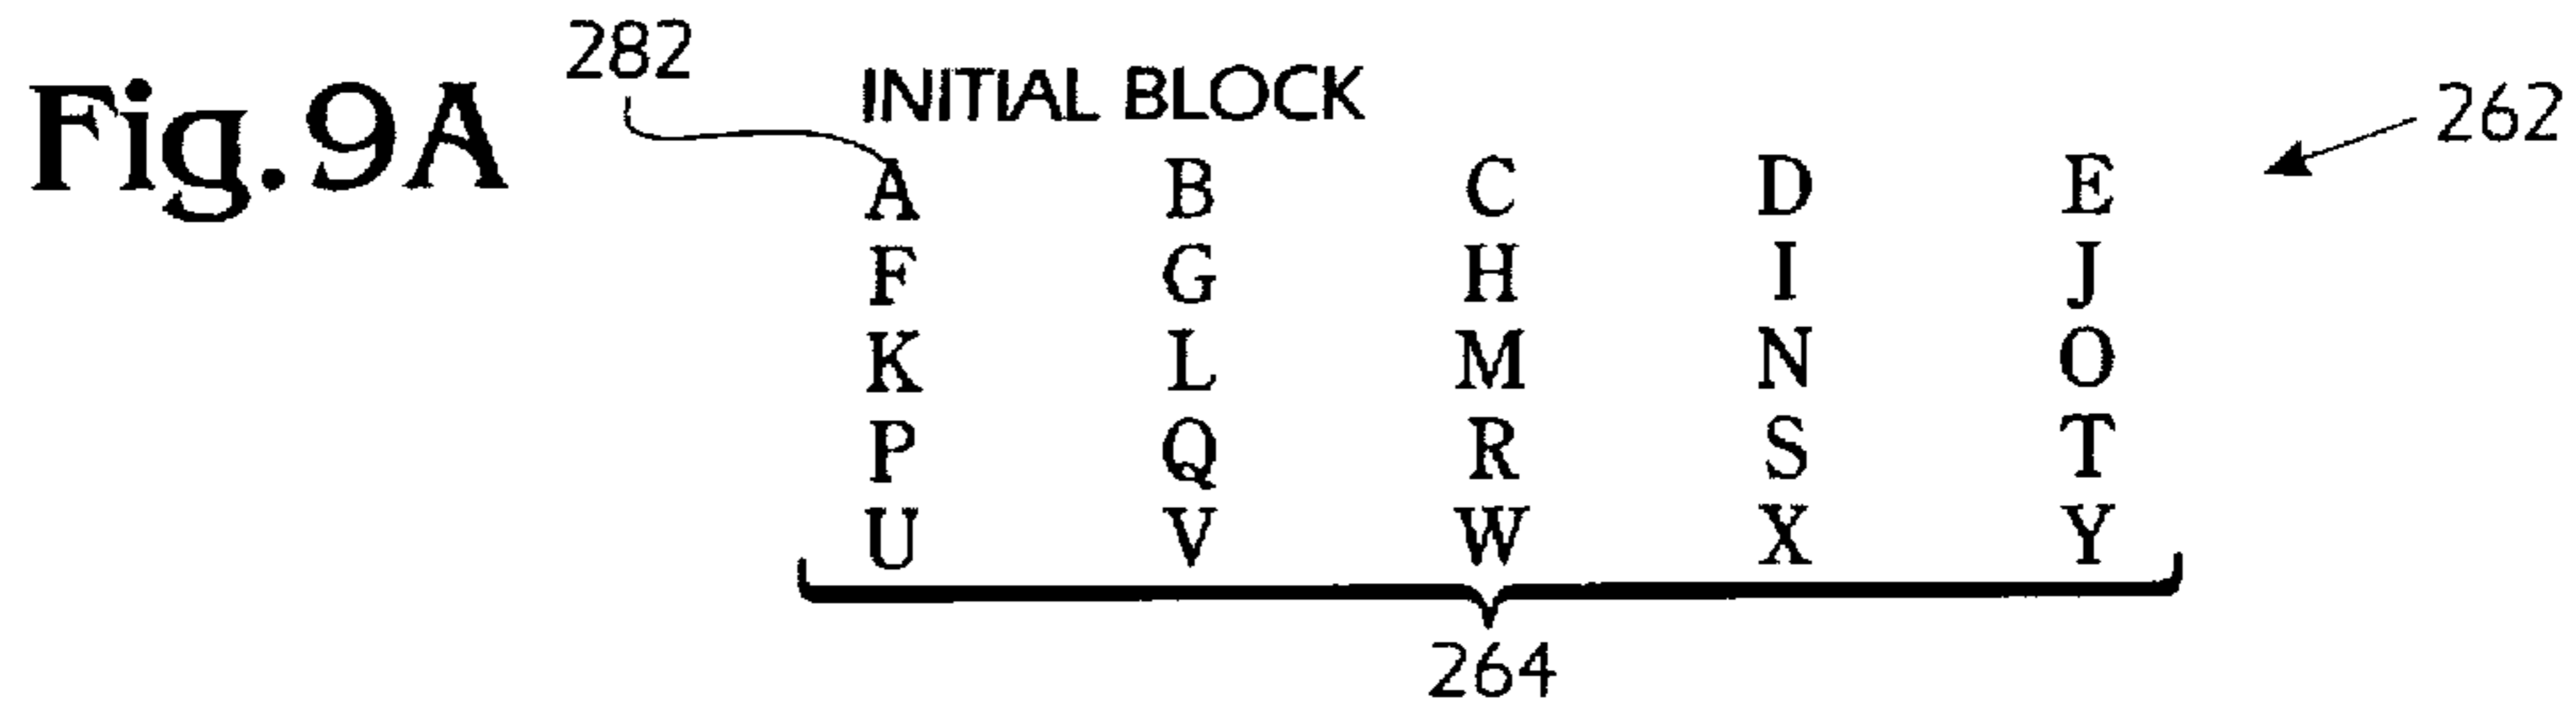 Fig.9A
282
INITIAL BLOCK
262
A B C D E
F G H I J
K L M N O
P Q R S T
U V W X Y
264